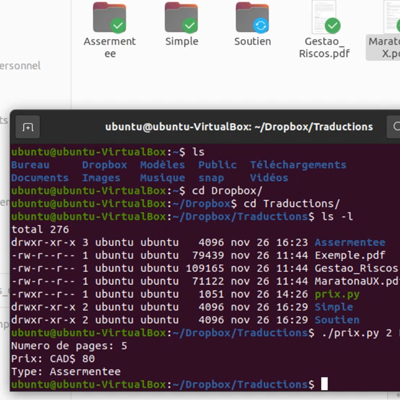 Asserment
ee
Simple
Soutien
Gestao_
Riscos.pdf
ersonnel
ubuntu@ubuntu-VirtualBox: ~/Dropbox/Traductions
ubuntu@ubuntu-VirtualBox:~$ ls
Bureau Dropbox Modèles Public Téléchargements
Documents Images Musique snap Vidéos
ubuntu@ubuntu-VirtualBox:~$ cd Dropbox/
ubuntu@ubuntu-VirtualBox:~/Dropbox$ cd Traductions/
ubuntu@ubuntu-VirtualBox:~/Dropbox/Traductions$ ls -l
total 276
drwxr-xr-x 3 ubuntu ubuntu 4096 nov 26 16:23 Assermentee
-rw-r--r-- 1 ubuntu ubuntu 79439 nov 26 11:44 Exemple.pdf
-rw-r--r-- 1 ubuntu ubuntu 109165 nov 26 11:44 Gestao_Riscos
-rw-r--r-- 1 ubuntu ubuntu 71122 nov 26 11:44 MaratonaUX.pd
-rwxr--r-- 1 ubuntu ubuntu 1051 nov 26 14:26 prix.py
drwxr-xr-x 2 ubuntu ubuntu 4096 nov 26 16:29 Simple
drwxr-xr-x 2 ubuntu ubuntu 4096 nov 26 16:29 Soutien
ubuntu@ubuntu-VirtualBox:~/Dropbox/Traductions$ ./prix.py 2
Numero de pages: 5
Prix: CAD$ 80
Type: Assermentee
ubuntu@ubuntu-VirtualBox:~/Dropbox/Traductions$